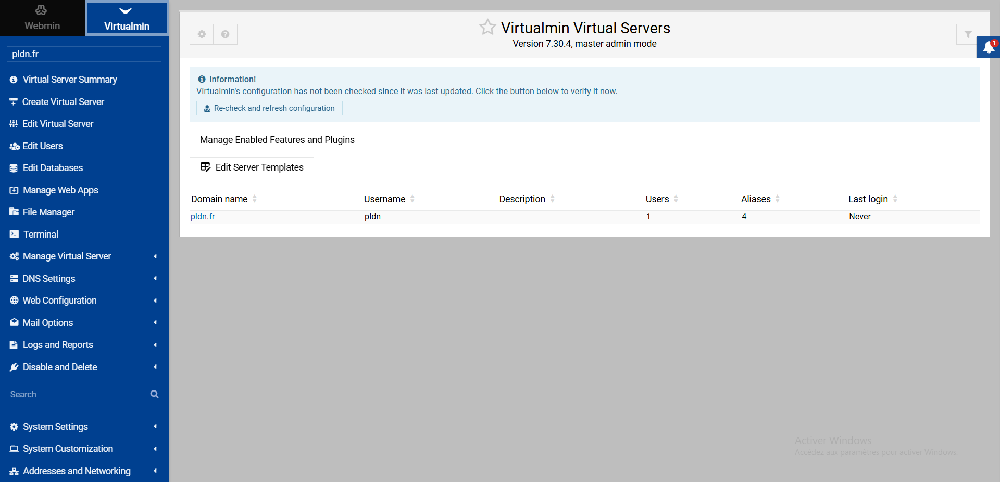 Webmin
Virtualmin
pldn.fr
Virtual Server Summary
Create Virtual Server
Edit Virtual Server
Edit Users
Edit Databases
Manage Web Apps
File Manager
Terminal
Manage Virtual Server
DNS Settings
Web Configuration
Mail Options
Logs and Reports
Disable and Delete
Search
System Settings
System Customization
Addresses and Networking
Virtualmin Virtual Servers
Version 7.30.4, master admin mode
1
Information!
Virtualmin's configuration has not been checked since it was last updated. Click the button below to verify it now.
Re-check and refresh configuration
Manage Enabled Features and Plugins
Edit Server Templates
Domain name Username Description Users Aliases Last login
pldn.fr pldn 1 4 Never
Activer Windows
Accédez aux paramètres pour activer Windows.